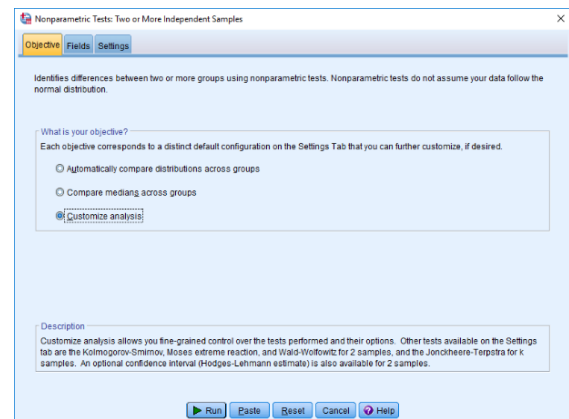 Nonparametric Tests: Two or More Independent Samples
Objective Fields Settings
Identifies differences between two or more groups using nonparametric tests. Nonparametric tests do not assume your data follow the
normal distribution.
What is your objective?
Each objective corresponds to a distinct default configuration on the Settings Tab that you can further customize, if desired.
Automatically compare distributions across groups
Compare medians across groups
Customize analysis
Description
Customize analysis allows you fine-grained control over the tests performed and their options. Other tests available on the Settings
tab are the Kolmogorov-Smirnov, Moses extreme reaction, and Wald-Wolfowitz for 2 samples, and the Jonckheere-Terpstra for k
samples. An optional confidence interval (Hodges-Lehmann estimate) is also available for 2 samples.
Run Paste Reset Cancel Help